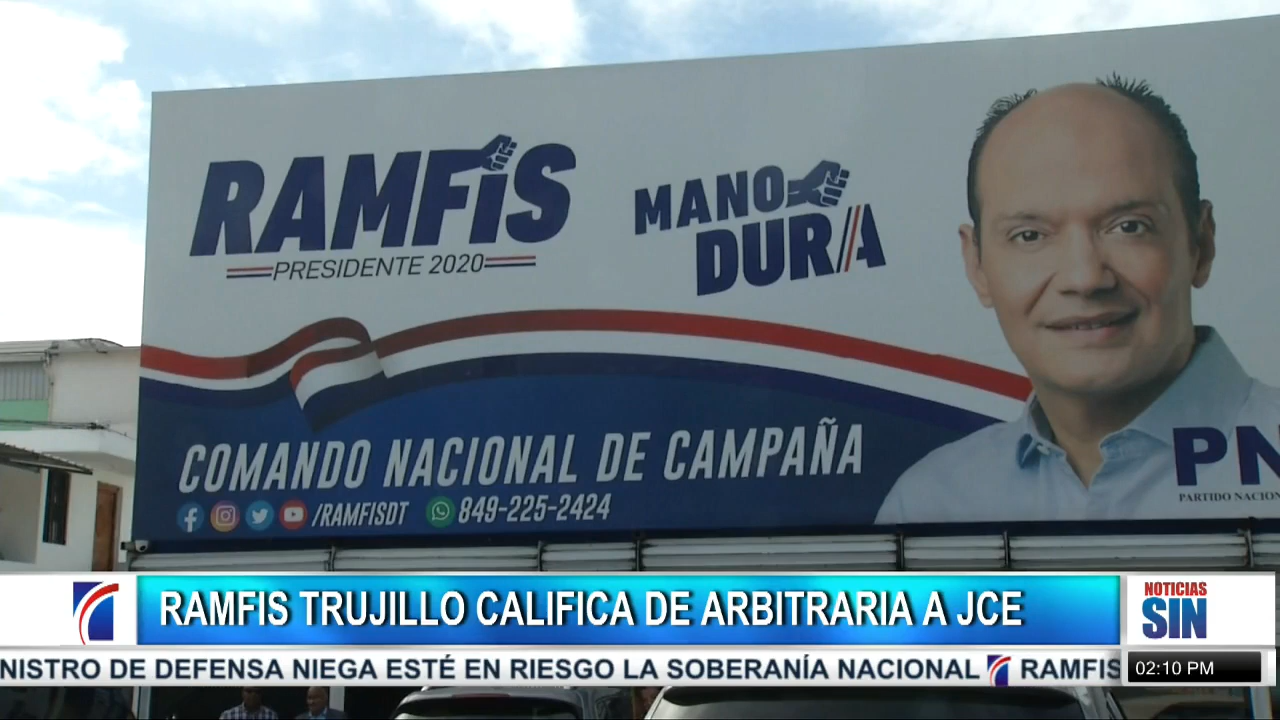 RAMFIS
PRESIDENTE 2020
MANO
DURA
COMANDO NACIONAL DE CAMPAÑA
/RAMFISDT 849-225-2424
PN
PARTIDO NACION
RAMFIS TRUJILLO CALIFICA DE ARBITRARIA A JCE
NOTICIAS
SIN
NISTRO DE DEFENSA NIEGA ESTÉ EN RIESGO LA SOBERANÍA NACIONAL RAMFIS
02:10 PM